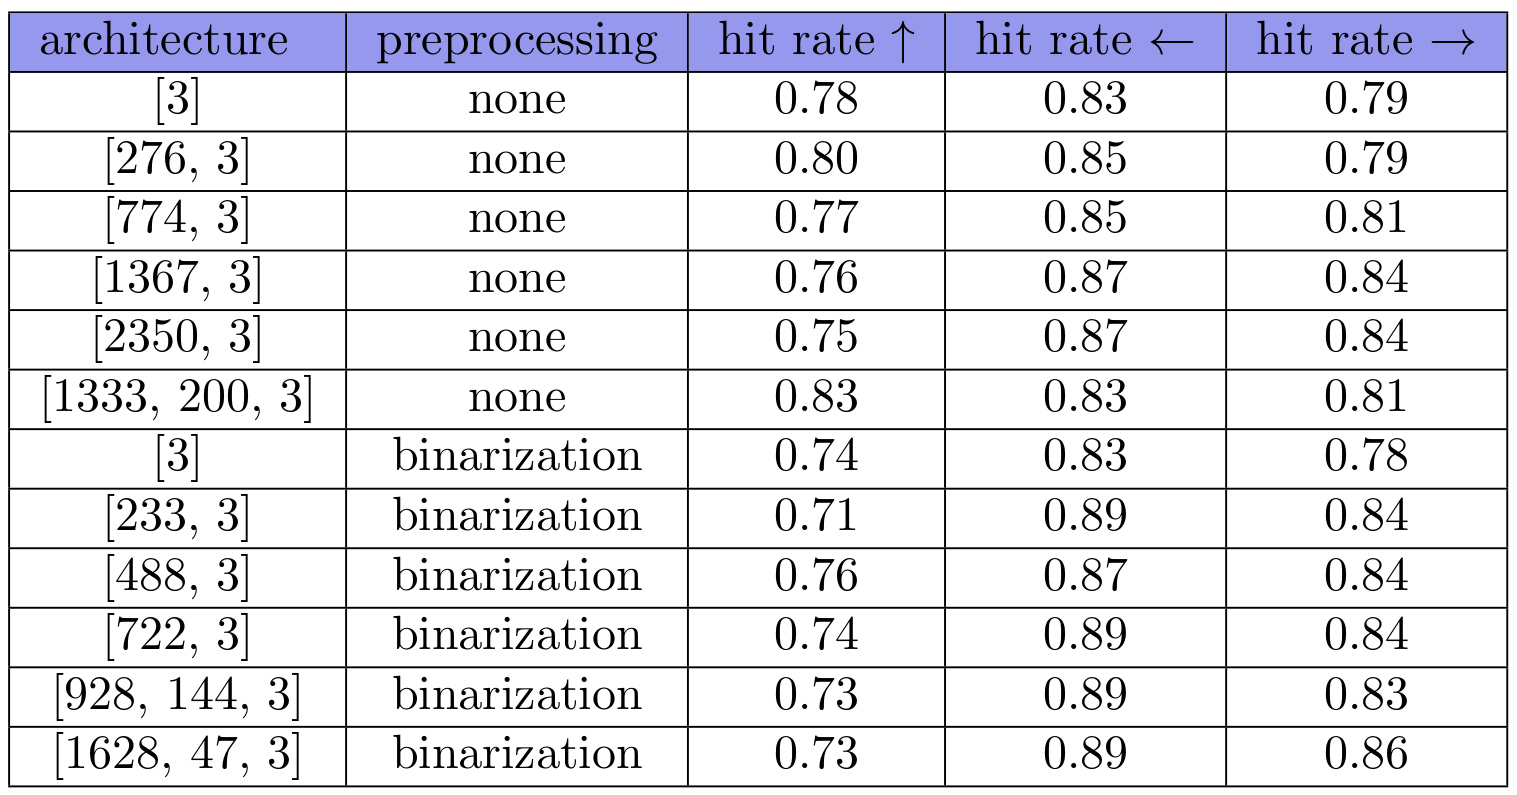 architecture preprocessing hit rate ↑ hit rate ← hit rate →
[3] none 0.78 0.83 0.79
[276, 3] none 0.80 0.85 0.79
[774, 3] none 0.77 0.85 0.81
[1367, 3] none 0.76 0.87 0.84
[2350, 3] none 0.75 0.87 0.84
[1333, 200, 3] none 0.83 0.83 0.81
[3] binarization 0.74 0.83 0.78
[233, 3] binarization 0.71 0.89 0.84
[488, 3] binarization 0.76 0.87 0.84
[722, 3] binarization 0.74 0.89 0.84
[928, 144, 3] binarization 0.73 0.89 0.83
[1628, 47, 3] binarization 0.73 0.89 0.86